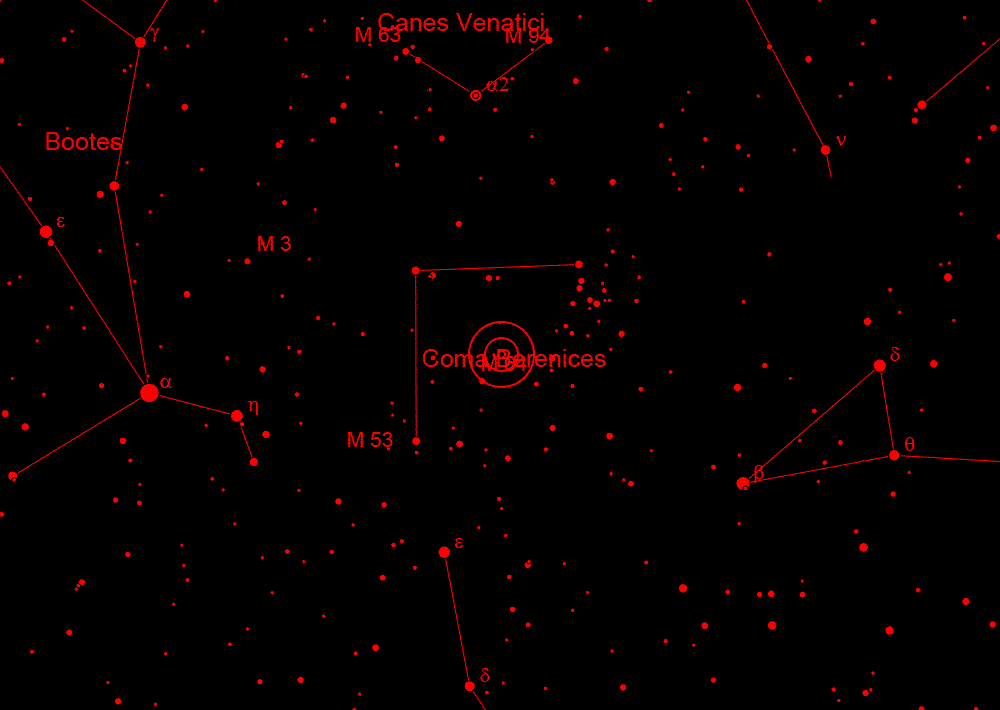 γ
Canes Venatici
M 63
M 94
α2
Bootes
ν
ε
M 3
δ
Coma Berenices
M 64
α
η
M 53
θ
β
ε
δ